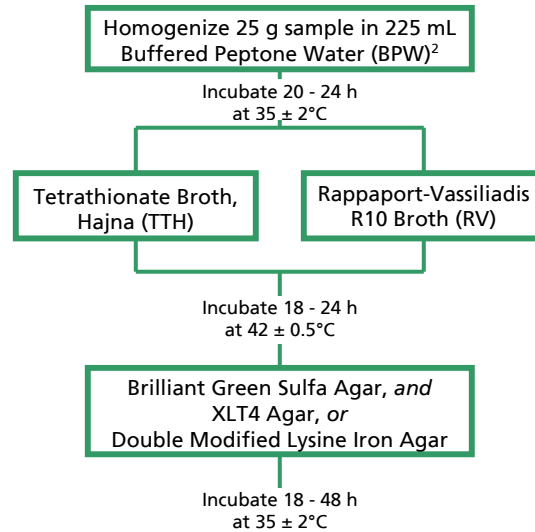 Homogenize 25 g sample in 225 mL
Buffered Peptone Water (BPW)²
Incubate 20 - 24 h
at 35 ± 2°C
Tetrathionate Broth,
Hajna (TTH)
Rappaport-Vassiliadis
R10 Broth (RV)
Incubate 18 - 24 h
at 42 ± 0.5°C
Brilliant Green Sulfa Agar, and
XLT4 Agar, or
Double Modified Lysine Iron Agar
Incubate 18 - 48 h
at 35 ± 2°C